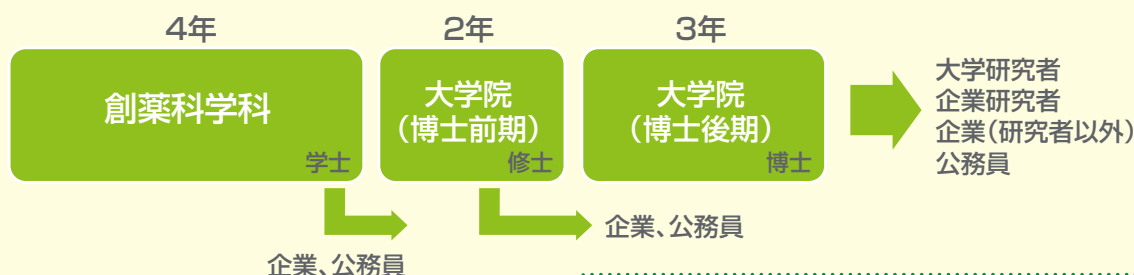 4年
2年
3年
創薬科学科
学士
大学院
（博士前期）
修士
大学院
（博士後期）
博士
大学研究者
企業研究者
企業（研究者以外）
公務員
企業、公務員
企業、公務員